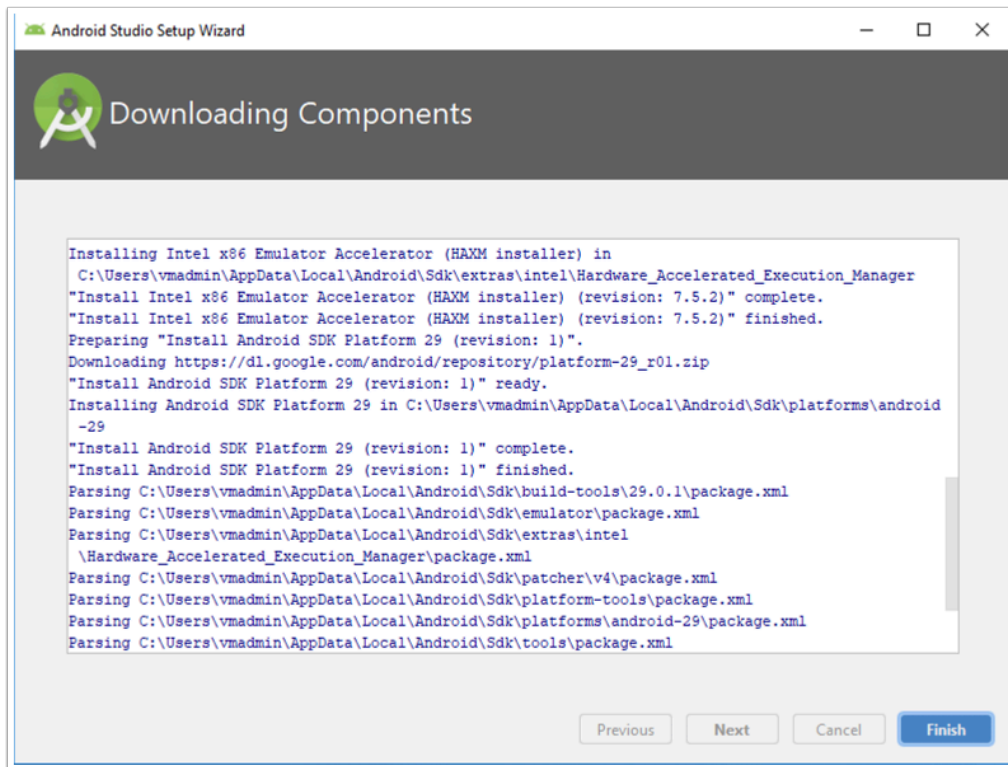 Android Studio Setup Wizard
Downloading Components
Installing Intel x86 Emulator Accelerator (HAXM installer) in
C:\Users\vmadmin\AppData\Local\Android\Sdk\extras\intel\Hardware_Accelerated_Execution_Manager
"Install Intel x86 Emulator Accelerator (HAXM installer) (revision: 7.5.2)" complete.
"Install Intel x86 Emulator Accelerator (HAXM installer) (revision: 7.5.2)" finished.
Preparing "Install Android SDK Platform 29 (revision: 1)".
Downloading https://dl.google.com/android/repository/platform-29_r01.zip
"Install Android SDK Platform 29 (revision: 1)" ready.
Installing Android SDK Platform 29 in C:\Users\vmadmin\AppData\Local\Android\Sdk\platforms\android
-29
"Install Android SDK Platform 29 (revision: 1)" complete.
"Install Android SDK Platform 29 (revision: 1)" finished.
Parsing C:\Users\vmadmin\AppData\Local\Android\Sdk\build-tools\29.0.1\package.xml
Parsing C:\Users\vmadmin\AppData\Local\Android\Sdk\emulator\package.xml
Parsing C:\Users\vmadmin\AppData\Local\Android\Sdk\extras\intel
\Hardware_Accelerated_Execution_Manager\package.xml
Parsing C:\Users\vmadmin\AppData\Local\Android\Sdk\patcher\v4\package.xml
Parsing C:\Users\vmadmin\AppData\Local\Android\Sdk\platform-tools\package.xml
Parsing C:\Users\vmadmin\AppData\Local\Android\Sdk\platforms\android-29\package.xml
Parsing C:\Users\vmadmin\AppData\Local\Android\Sdk\tools\package.xml
Previous Next Cancel Finish